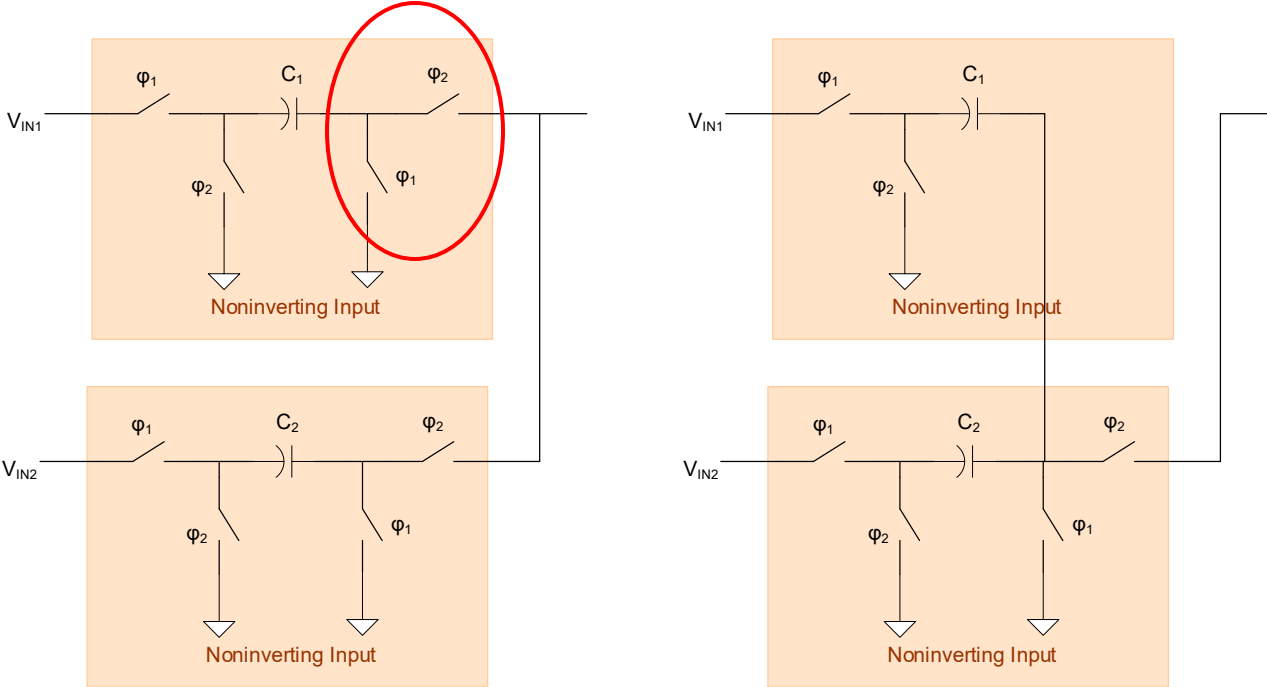 φ1
C1
φ2
VIN1
φ2
φ1
Noninverting Input
φ1
C2
φ2
VIN2
φ2
φ1
Noninverting Input
φ1
C1
VIN1
φ2
Noninverting Input
φ1
C2
φ2
VIN2
φ2
φ1
Noninverting Input